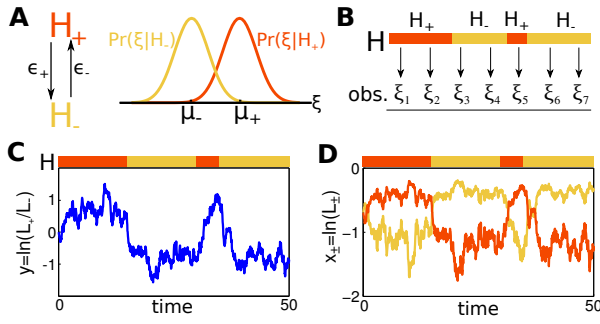 A
H₊
ϵ₊
ϵ₋
H₋
Pr(ξ|H₋)
Pr(ξ|H₊)
μ₋
μ₊
ξ
B
H₊ H₋ H₊ H₋
H
obs. ξ₁ ξ₂ ξ₃ ξ₄ ξ₅ ξ₆ ξ₇
C
H
y=ln(L₊/L₋)
1
0
−1
0 50
time
D
x±=ln(L±)
0
−1
−2
0 50
time